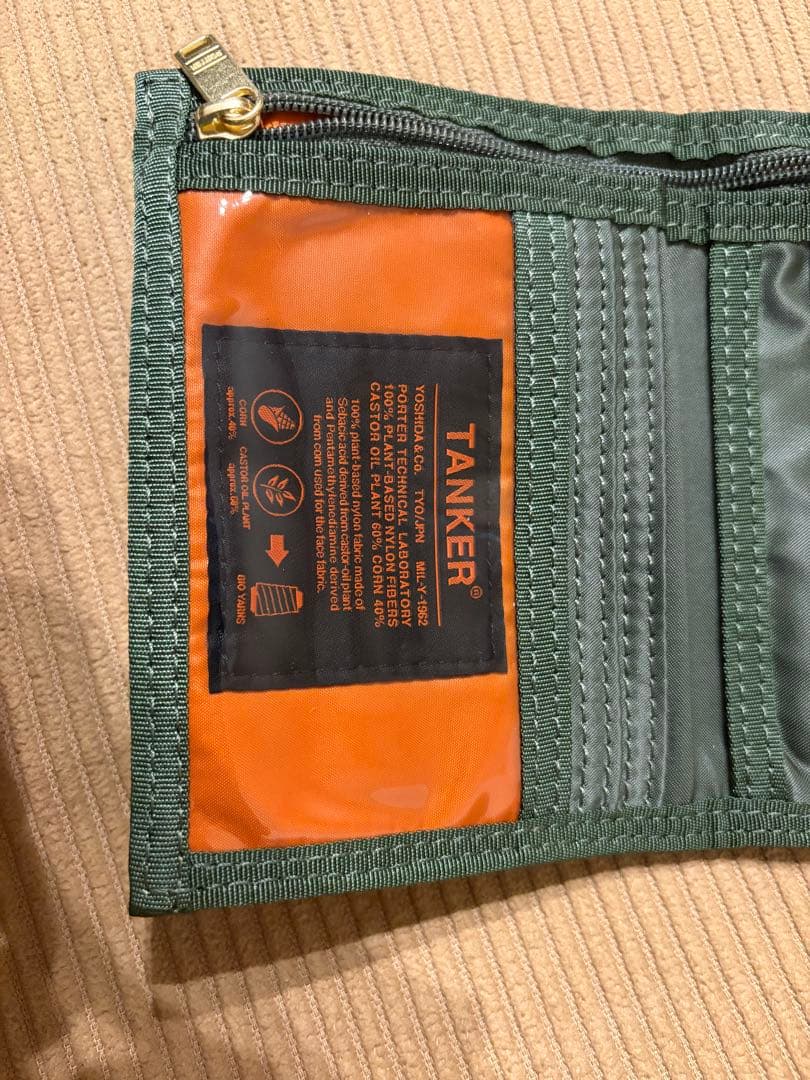 PORTER
TANKER®
YOSHIDA & Co. TYO/JPN MIL-Y-1962
PORTER TECHNICAL LABORATORY
100% PLANT-BASED NYLON FIBERS
CASTOR OIL PLANT 60% CORN 40%
100% plant-based nylon fabric made of
Sebacic acid derived from castor-oil plant
and Pentamethylenediamine derived
from corn used for the face fabric.
CORN
approx.40%
CASTOR OIL PLANT
approx.60%
BIO YARNS